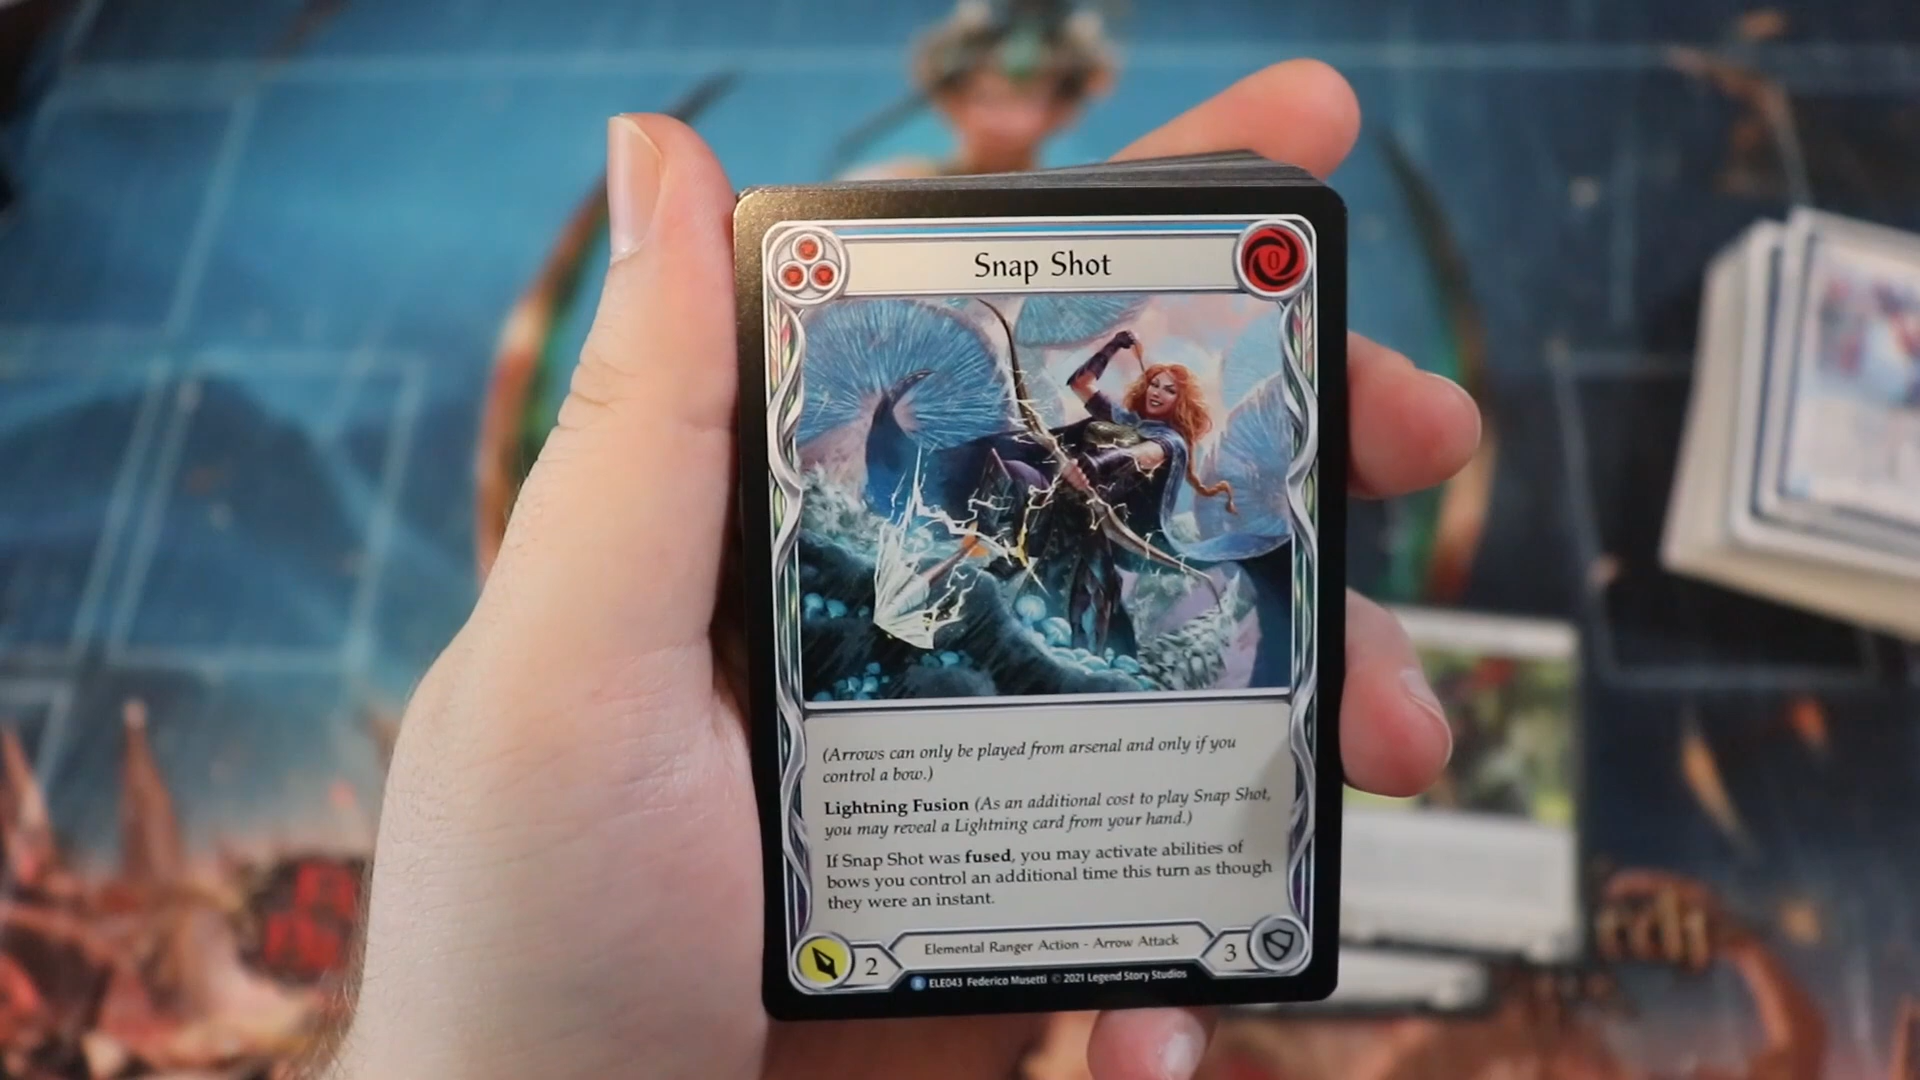 Snap Shot
0
(Arrows can only be played from arsenal and only if you
control a bow.)
Lightning Fusion (As an additional cost to play Snap Shot,
you may reveal a Lightning card from your hand.)
If Snap Shot was fused, you may activate abilities of
bows you control an additional time this turn as though
they were an instant.
2
Elemental Ranger Action - Arrow Attack
3
R ELE043 Federico Musetti © 2021 Legend Story Studios